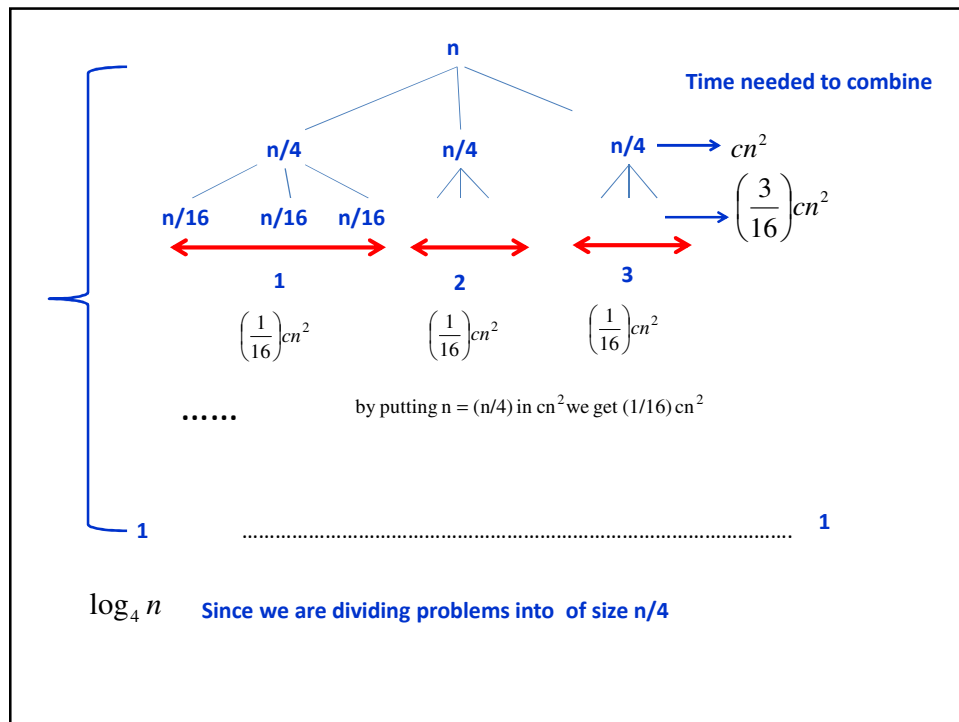 n
Time needed to combine
n/4 n/4 n/4 cn²
n/16 n/16 n/16 (3/16)cn²
1 2 3
(1/16)cn² (1/16)cn² (1/16)cn²
...... by putting n = (n/4) in cn² we get (1/16) cn²
1 ........................................................................................... 1
log₄ n Since we are dividing problems into of size n/4